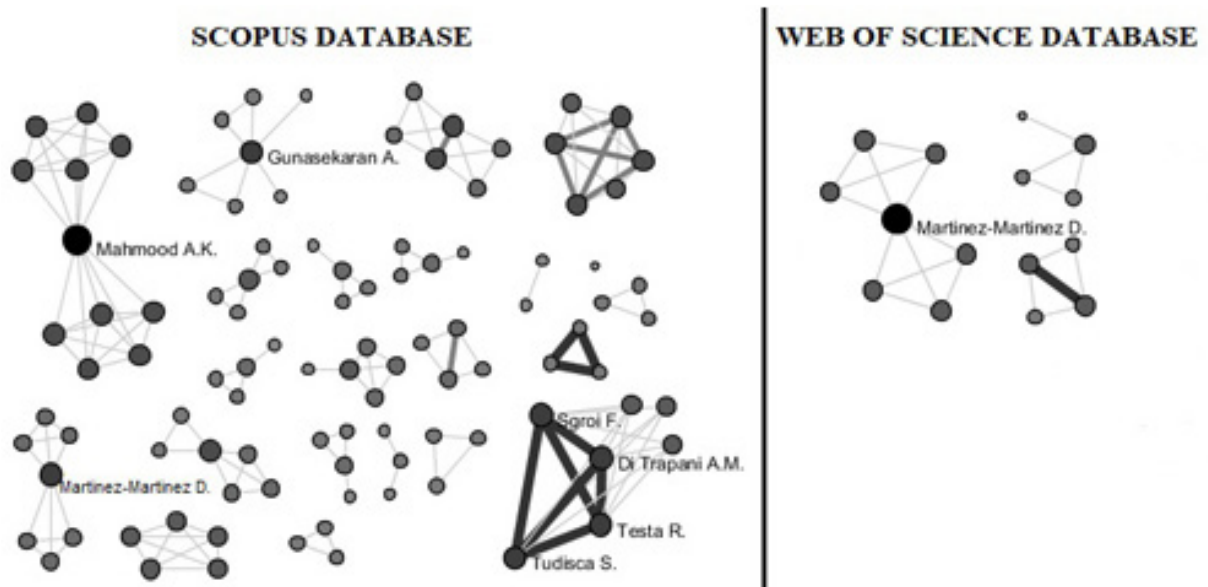 SCOPUS DATABASE
WEB OF SCIENCE DATABASE
Gunasekaran A.
Mahmood A.K.
Martinez-Martinez D.
Sgroi F.
Di Trapani A.M.
Testa R.
Tudisca S.
Martinez-Martinez D.